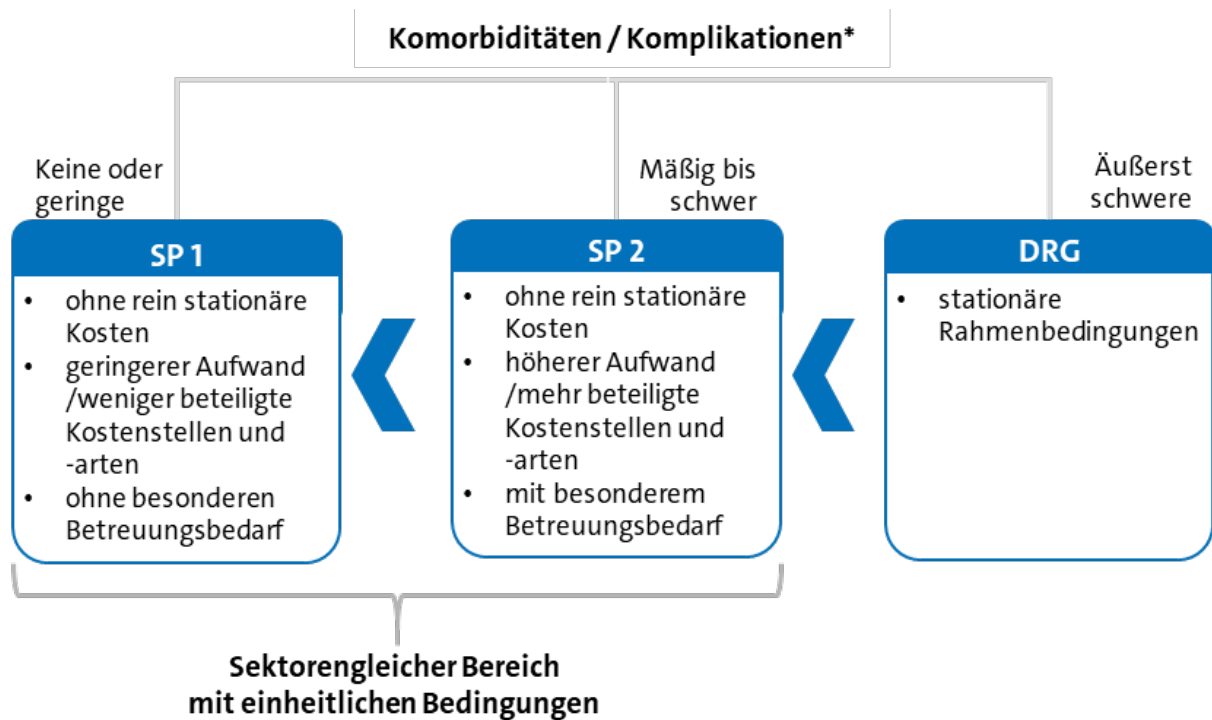 Komorbiditäten / Komplikationen*
Keine oder
geringe
SP 1
• ohne rein stationäre
Kosten
• geringerer Aufwand
/weniger beteiligte
Kostenstellen und
-arten
• ohne besonderen
Betreuungsbedarf
Mäßig bis
schwer
SP 2
• ohne rein stationäre
Kosten
• höherer Aufwand
/mehr beteiligte
Kostenstellen und
-arten
• mit besonderem
Betreuungsbedarf
Äußerst
schwere
DRG
• stationäre
Rahmenbedingungen
Sektorengleicher Bereich
mit einheitlichen Bedingungen